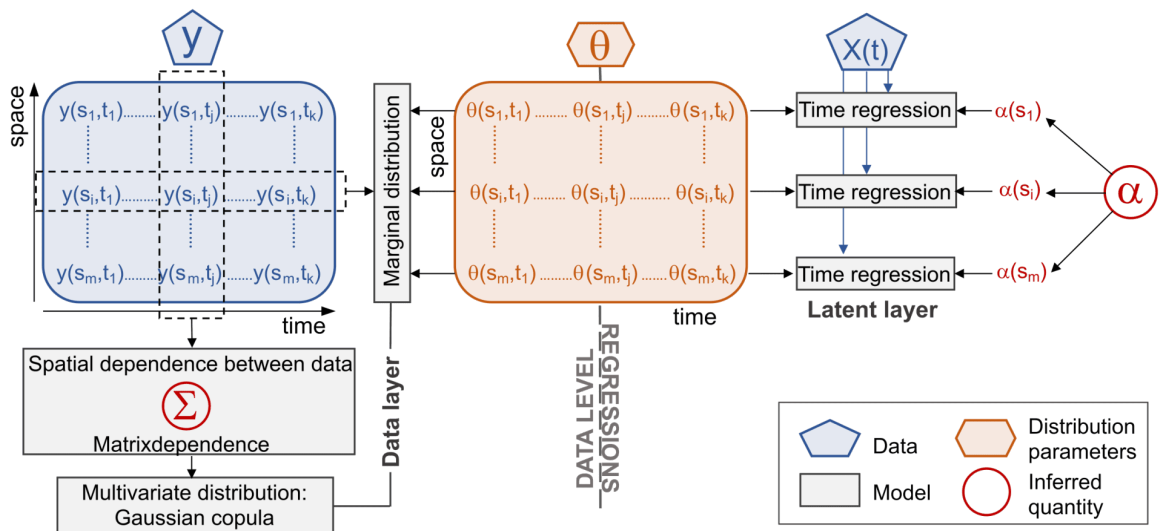 y
θ
X(t)
space
y(s₁,t₁)........y(s₁,tⱼ) .......y(s₁,tₖ)
y(sᵢ,t₁)........y(sᵢ,tⱼ) .......y(sᵢ,tₖ)
y(sₘ,t₁)........y(sₘ,tⱼ).......y(sₘ,tₖ)
time
Marginal distribution
space
θ(s₁,t₁) ........ θ(s₁,tⱼ) ........θ(s₁,tₖ)
θ(sᵢ,t₁) ........ θ(sᵢ,tⱼ) ........ θ(sᵢ,tₖ)
θ(sₘ,t₁) ........θ(sₘ,tⱼ) ........θ(sₘ,tₖ)
time
Time regression
α(s₁)
Time regression
α(sᵢ)
α
Time regression
α(sₘ)
Latent layer
Spatial dependence between data
Σ
Matrixdependence
Multivariate distribution:
Gaussian copula
Data layer
DATA LEVEL
REGRESSIONS
Data
Distribution
parameters
Model
Inferred
quantity